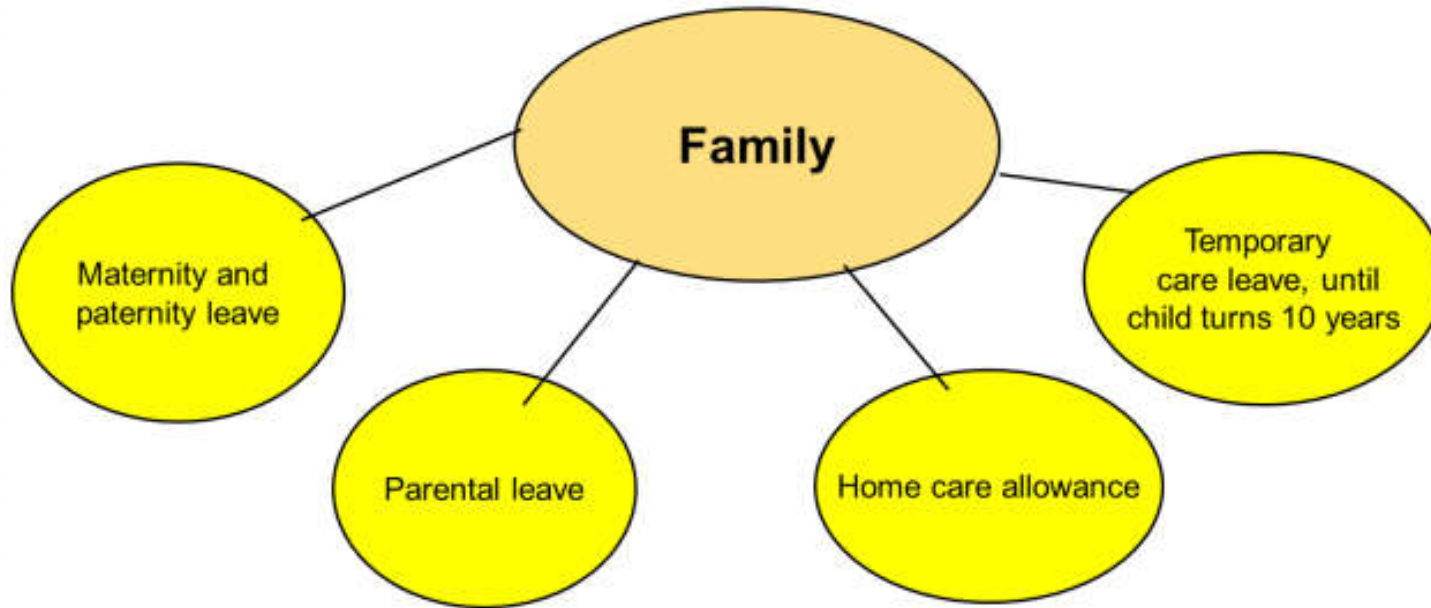 Family
Maternity and
paternity leave
Parental leave
Home care allowance
Temporary
care leave, until
child turns 10 years